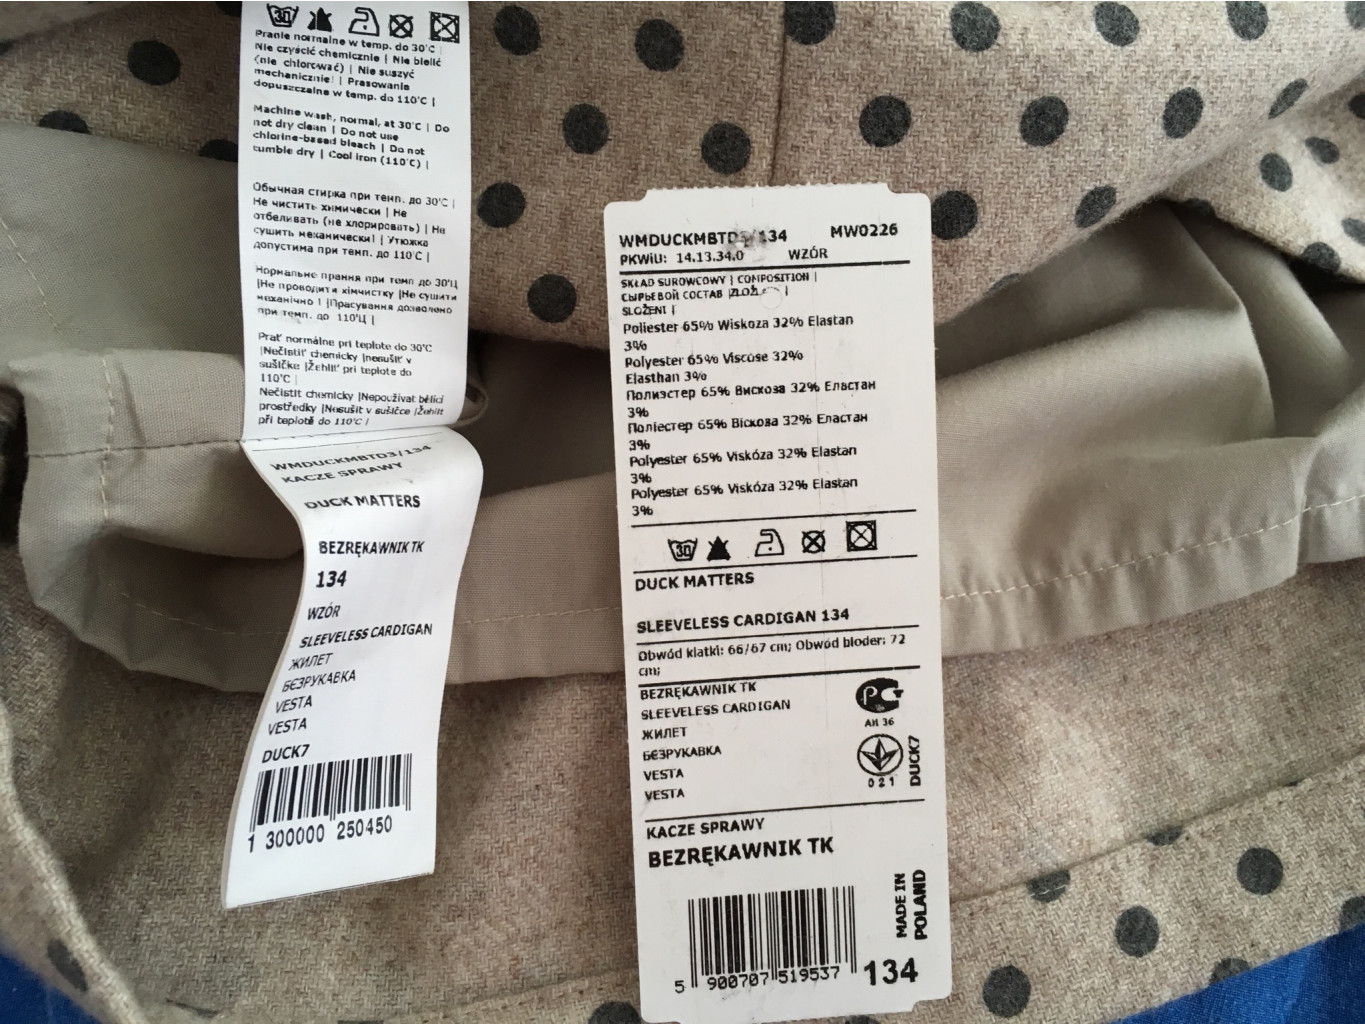 Pranie normalne w temp. do 30°C |
Nie czyścić chemicznie | Nie bielić
(nie chlorować) | Nie suszyć
mechanicznie! | Prasowanie
dopuszczalne w temp. do 110°C |
Machine wash, normal, at 30°C | Do
not dry clean | Do not use
chlorine-based bleach | Do not
tumble dry | Cool iron (110°C) |
Обычная стирка при темп. до 30°C |
Не чистить химически | Не
отбеливать (не хлорировать) | Не
сушить механически! | Утюжка
допустима при темп. до 110°C |
Нормальне прання при темп до 30°Ц
|Не проводити хімчистку |Не сушити
механічно ! |Прасування дозволено
при темп. до 110°Ц |
Prať normálne pri teplote do 30°C
|Nečistiť chemicky |nesušiť v
sušičke |Žehliť pri teplote do
110°C |
Nečistit chemicky |Nepoužívat bělící
prostředky |Nesušit v sušičce |Žehlit
při teplotě do 110°C /
WMDUCKMBTD3/134
KACZE SPRAWY
DUCK MATTERS
BEZRĘKAWNIK TK
134
WZÓR
SLEEVELESS CARDIGAN
ЖИЛЕТ
БЄЗРУКАВКА
VESTA
VESTA
DUCK7
1 300000 250450
WMDUCKMBTD3/134 MW0226
PKWiU: 14.13.34.0 WZÓR
SKŁAD SUROWCOWY | COMPOSITION |
СЫРЬЕВОЙ СОСТАВ |
SLOŽENÍ |
Poliester 65% Wiskoza 32% Elastan
3%
Polyester 65% Viscose 32%
Elasthan 3%
Полиэстер 65% Вискоза 32% Еластан
3%
Поліестер 65% Віскоза 32% Еластан
3%
Polyester 65% Viskóza 32% Elastan
3%
Polyester 65% Viskóza 32% Elastan
3%
30
DUCK MATTERS
SLEEVELESS CARDIGAN 134
Obwód klatki: 66/67 cm; Obwód bioder: 72
cm;
BEZRĘKAWNIK TK
SLEEVELESS CARDIGAN
ЖИЛЕТ
БЄЗРУКАВКА
VESTA
VESTA
АИ 36
021
DUCK7
KACZE SPRAWY
BEZRĘKAWNIK TK
MADE IN
POLAND
5 900707 519537
134